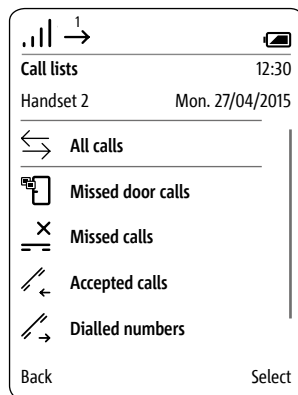 1
Call lists 12:30
Handset 2 Mon. 27/04/2015
All calls
Missed door calls
Missed calls
Accepted calls
Dialled numbers
Back Select